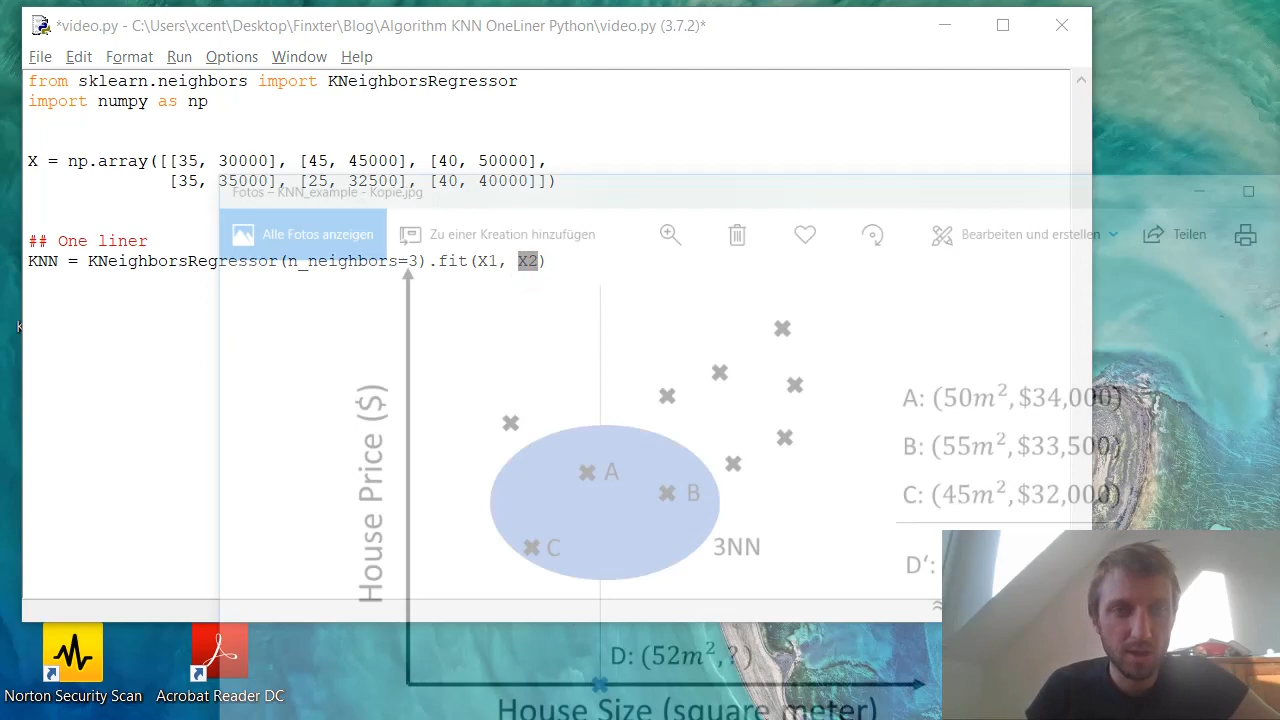 *video.py - C:\Users\xcent\Desktop\Finxter\Blog\Algorithm KNN OneLiner Python\video.py (3.7.2)*
File Edit Format Run Options Window Help
from sklearn.neighbors import KNeighborsRegressor
import numpy as np
X = np.array([[35, 30000], [45, 45000], [40, 50000],
[35, 35000], [25, 32500], [40, 40000]])
Fotos – KNN_example - Kopie.jpg
Alle Fotos anzeigen Zu einer Kreation hinzufügen Bearbeiten und erstellen Teilen
## One liner
KNN = KNeighborsRegressor(n_neighbors=3).fit(X1, X2)
House Price ($)
A: (50m², $34,000)
B: (55m², $33,500)
C: (45m², $32,000)
A
B
C
3NN
D‘:
D: (52m², ?)
House Size (square meter)
Norton Security Scan
Acrobat Reader DC